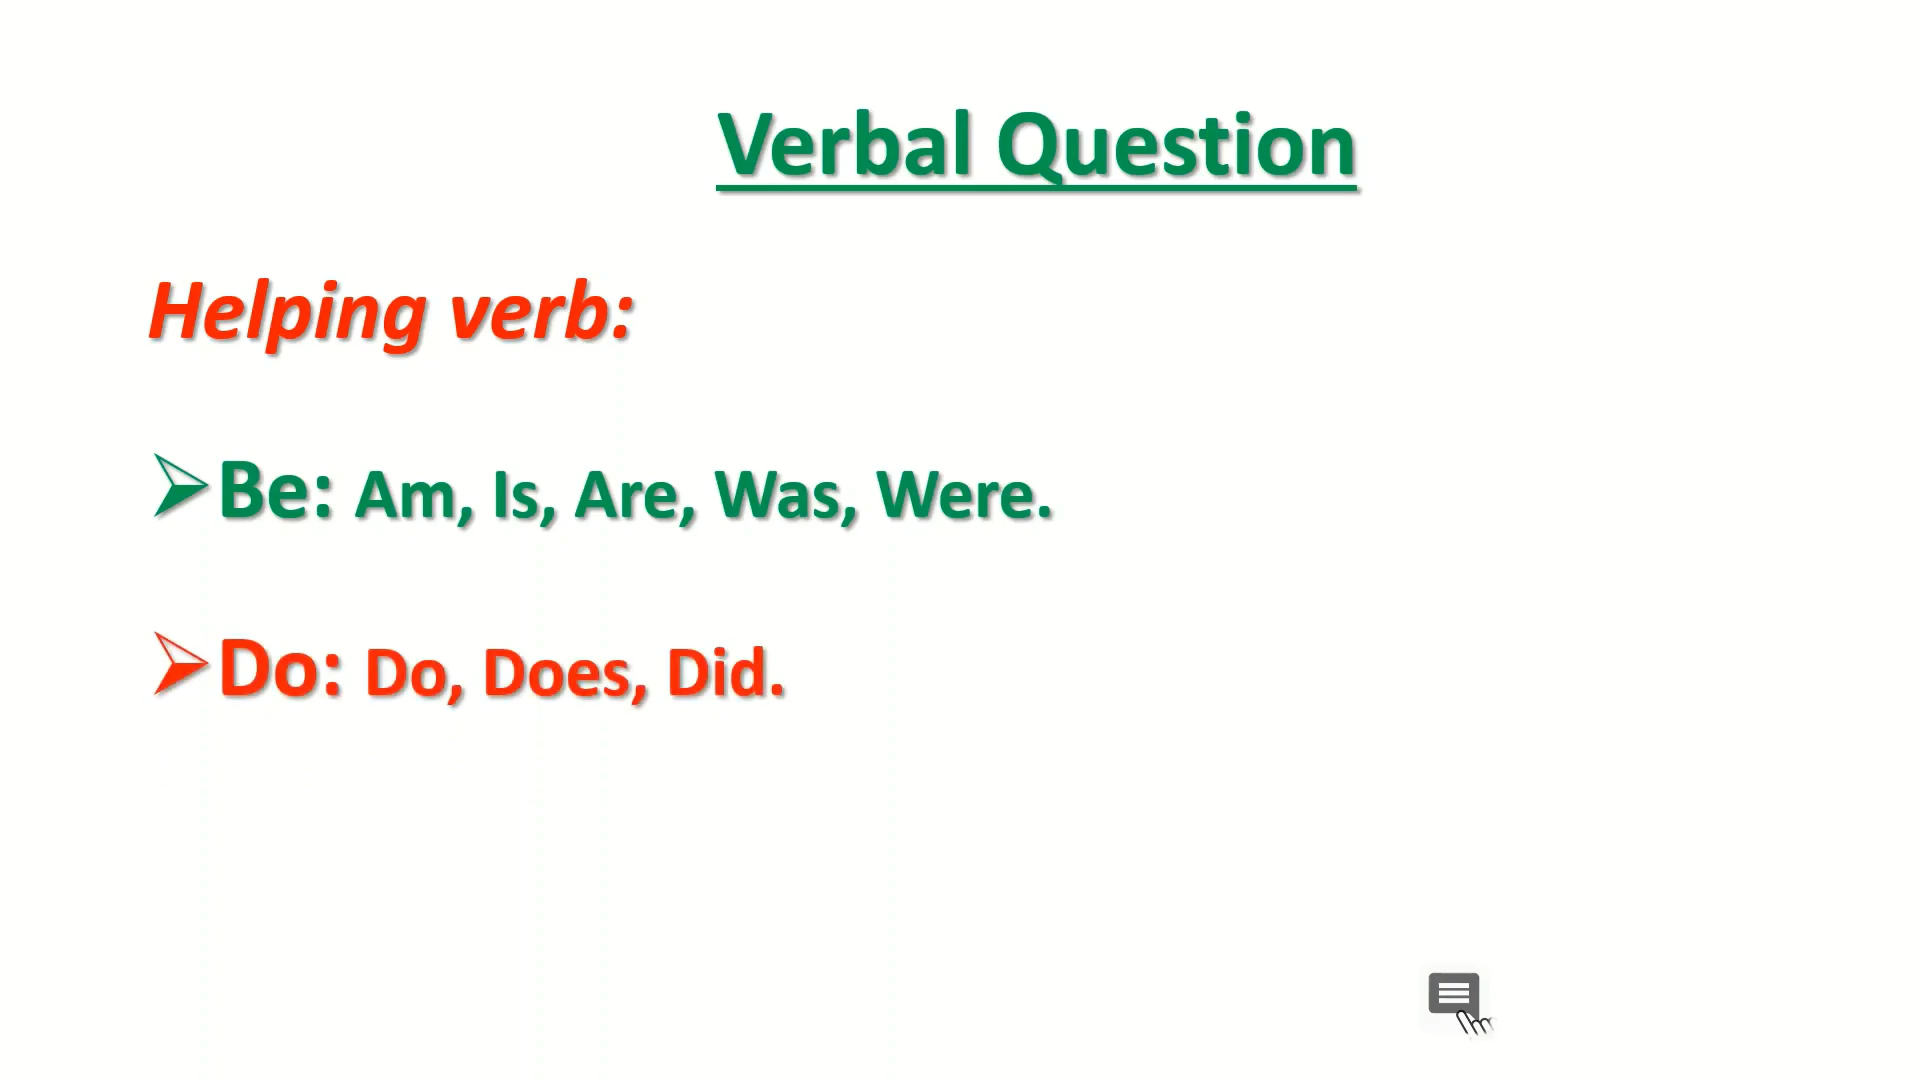 Verbal Question
Helping verb:
Be: Am, Is, Are, Was, Were.
Do: Do, Does, Did.